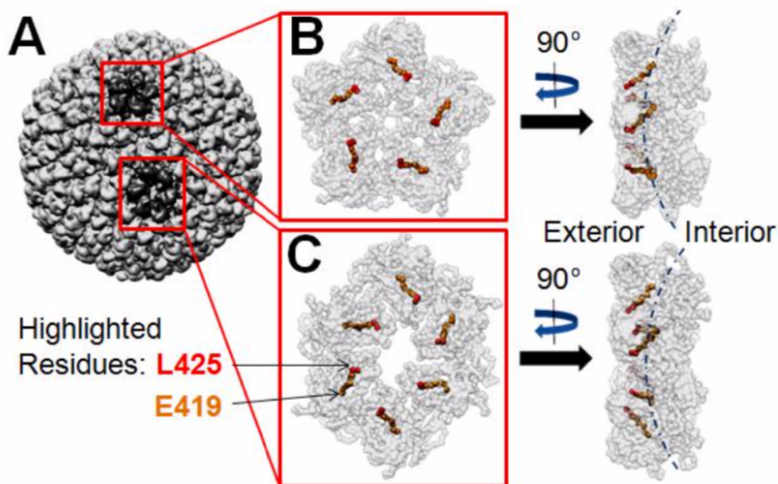 A
B
90°
Exterior
Interior
C
90°
Highlighted
Residues: L425
E419